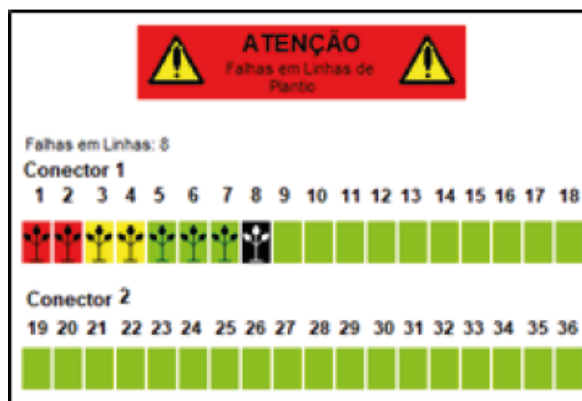 ATENÇÃO
Falhas em Linhas de
Plantio
Falhas em Linhas: 8
Conector 1
1 2 3 4 5 6 7 8 9 10 11 12 13 14 15 16 17 18
Conector 2
19 20 21 22 23 24 25 26 27 28 29 30 31 32 33 34 35 36